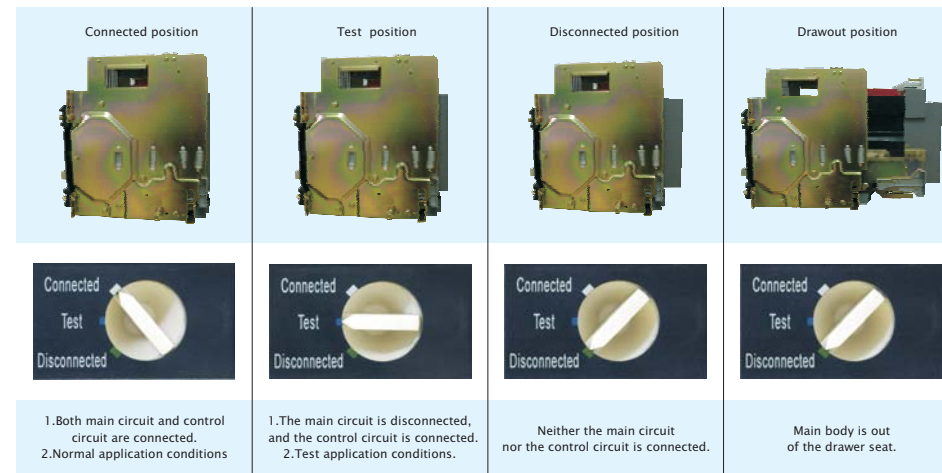 Connected position
Test position
Disconnected position
Drawout position
Connected
Test
Disconnected
Connected
Test
Disconnected
Connected
Test
Disconnected
Connected
Test
Disconnected
1.Both main circuit and control
circuit are connected.
2.Normal application conditions
1.The main circuit is disconnected,
and the control circuit is connected.
2.Test application conditions.
Neither the main circuit
nor the control circuit is connected.
Main body is out
of the drawer seat.